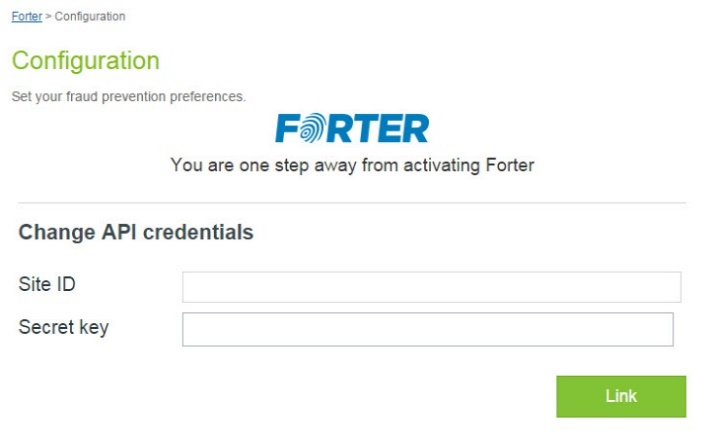 Forter > Configuration
Configuration
Set your fraud prevention preferences.
FORTER
You are one step away from activating Forter
Change API credentials
Site ID
Secret key
Link